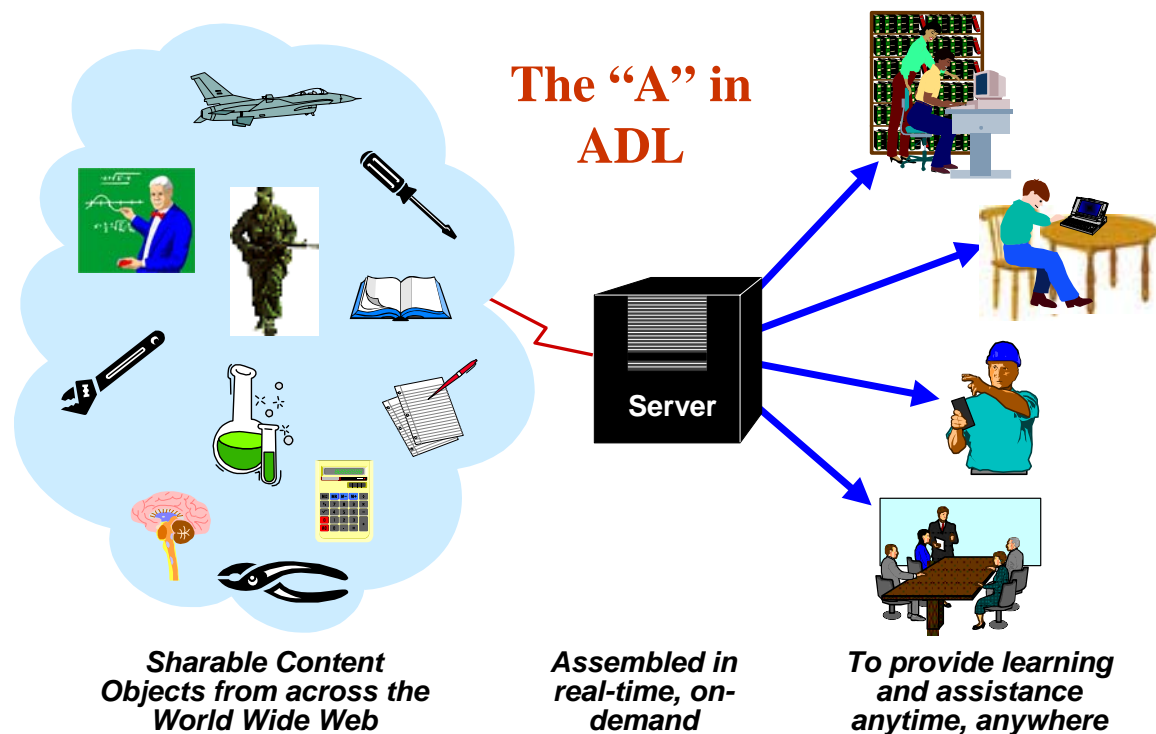 The “A” in
ADL
Server
Sharable Content
Objects from across the
World Wide Web
Assembled in
real-time, on-
demand
To provide learning
and assistance
anytime, anywhere